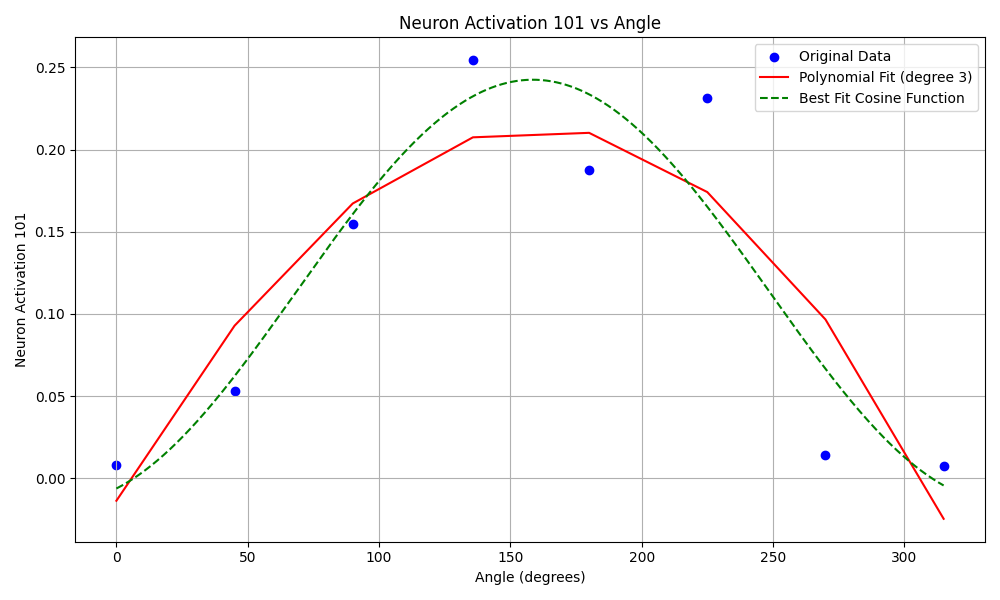 Neuron Activation 101 vs Angle
Original Data
Polynomial Fit (degree 3)
Best Fit Cosine Function
Neuron Activation 101
0.25
0.20
0.15
0.10
0.05
0.00
0 50 100 150 200 250 300
Angle (degrees)